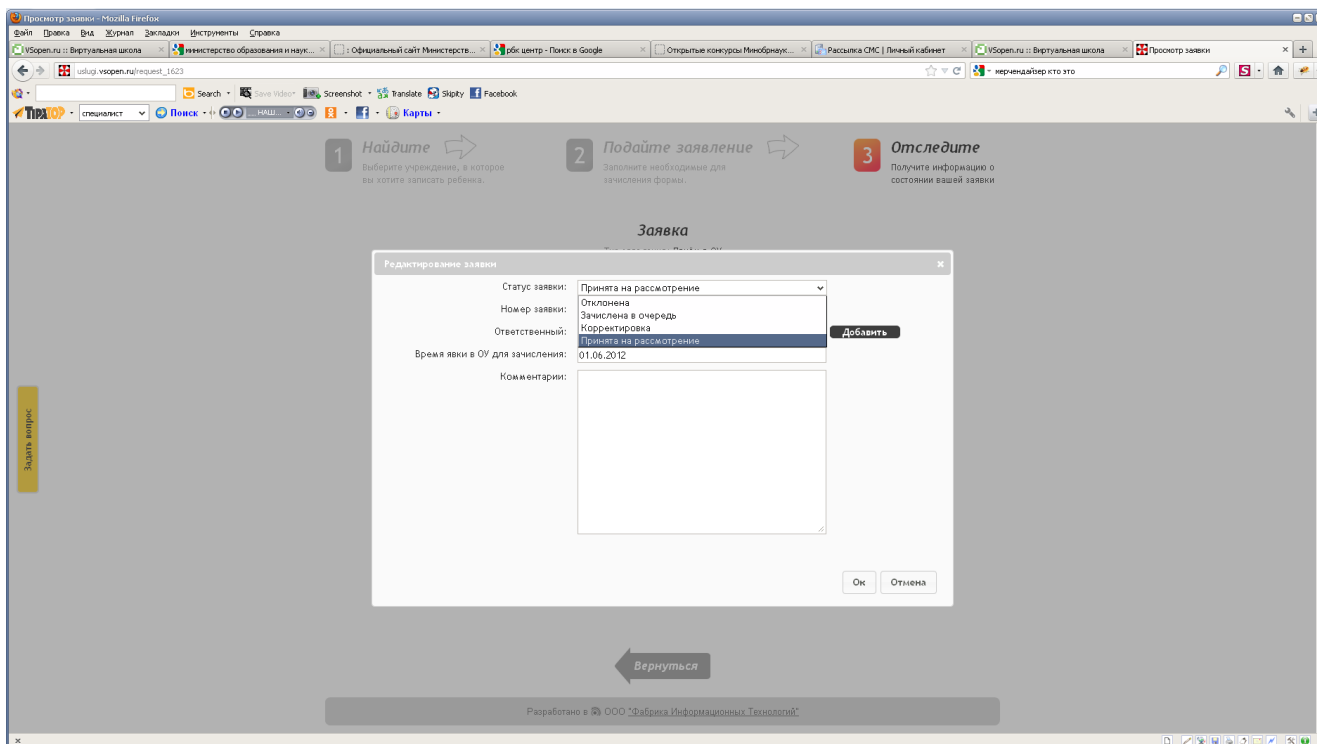 Просмотр заявки - Mozilla Firefox
Файл Правка Вид Журнал Закладки Инструменты Справка
VSopen.ru :: Виртуальная школа
министерство образования и наук...
: Официальный сайт Министерств...
рбк центр - Поиск в Google
Открытые конкурсы Минобрнаук...
Рассылка СМС | Личный кабинет
VSopen.ru :: Виртуальная школа
Просмотр заявки
uslugi.vsopen.ru/request_1623
мерчендайзер кто это
Search Save Video Screenshot Translate Skipity Facebook
специалист Поиск НАШ... Карты
1 Найдите
Выберите учреждение, в которое
вы хотите записать ребенка.
2 Подайте заявление
Заполните необходимые для
зачисления формы.
3 Отследите
Получите информацию о
состоянии вашей заявки
Заявка
Редактирование заявки
Статус заявки: Принята на рассмотрение
Отклонена
Номер заявки:
Зачислена в очередь
Корректировка
Ответственный:
Добавить
Принята на рассмотрение
Время явки в ОУ для зачисления: 01.06.2012
Комментарии:
Задать вопрос
Ок Отмена
Вернуться
Разработано в ООО "Фабрика Информационных Технологий"